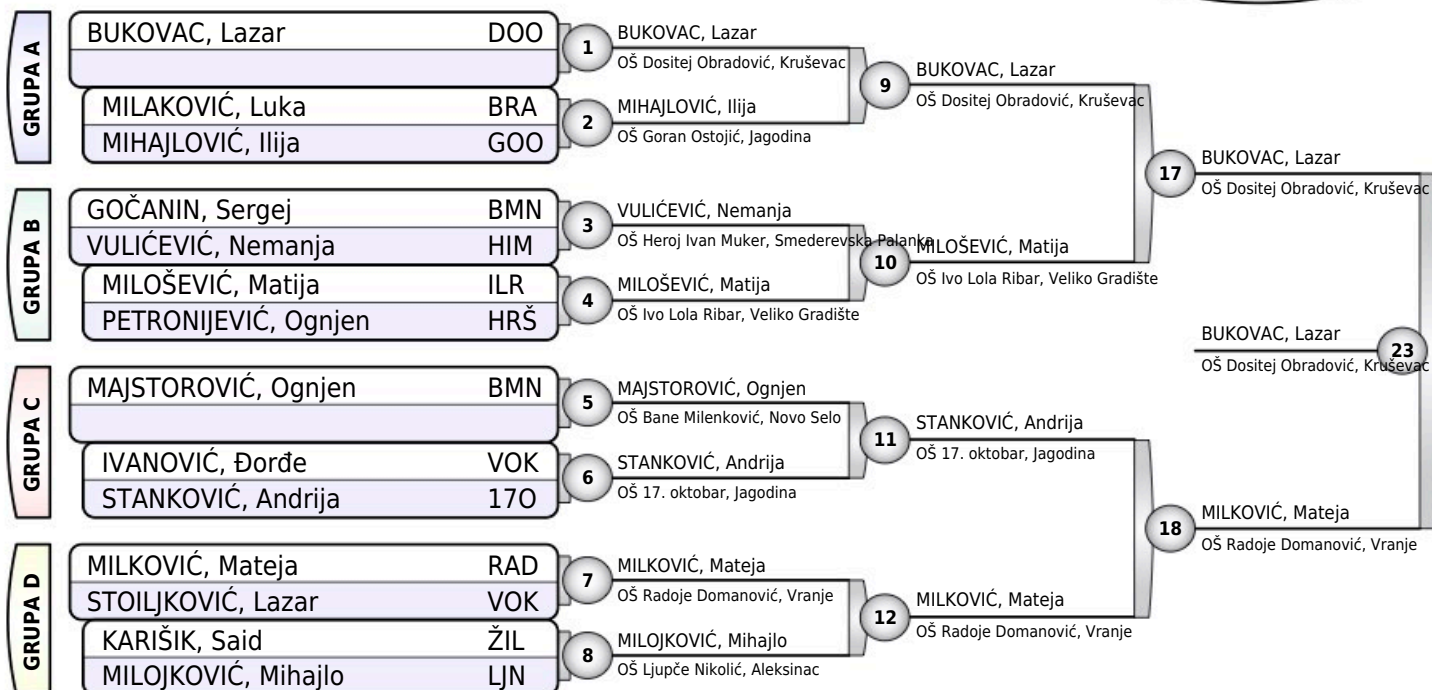 GRUPA A
BUKOVAC, Lazar DOO
MILAKOVIĆ, Luka BRA
MIHAJLOVIĆ, Ilija GOO
GRUPA B
GOČANIN, Sergej BMN
VULIĆEVIĆ, Nemanja HIM
MILOŠEVIĆ, Matija ILR
PETRONIJEVIĆ, Ognjen HRŠ
GRUPA C
MAJSTOROVIĆ, Ognjen BMN
IVANOVIĆ, Đorđe VOK
STANKOVIĆ, Andrija 17O
GRUPA D
MILKOVIĆ, Mateja RAD
STOILJKOVIĆ, Lazar VOK
KARIŠIK, Said ŽIL
MILOJKOVIĆ, Mihajlo LJN
1
BUKOVAC, Lazar
OŠ Dositej Obradović, Kruševac
2
MIHAJLOVIĆ, Ilija
OŠ Goran Ostojić, Jagodina
3
VULIĆEVIĆ, Nemanja
OŠ Heroj Ivan Muker, Smederevska Palanka
4
MILOŠEVIĆ, Matija
OŠ Ivo Lola Ribar, Veliko Gradište
5
MAJSTOROVIĆ, Ognjen
OŠ Bane Milenković, Novo Selo
6
STANKOVIĆ, Andrija
OŠ 17. oktobar, Jagodina
7
MILKOVIĆ, Mateja
OŠ Radoje Domanović, Vranje
8
MILOJKOVIĆ, Mihajlo
OŠ Ljupče Nikolić, Aleksinac
9
BUKOVAC, Lazar
OŠ Dositej Obradović, Kruševac
10
MILOŠEVIĆ, Matija
OŠ Ivo Lola Ribar, Veliko Gradište
11
STANKOVIĆ, Andrija
OŠ 17. oktobar, Jagodina
12
MILKOVIĆ, Mateja
OŠ Radoje Domanović, Vranje
17
BUKOVAC, Lazar
OŠ Dositej Obradović, Kruševac
18
MILKOVIĆ, Mateja
OŠ Radoje Domanović, Vranje
BUKOVAC, Lazar
OŠ Dositej Obradović, Kruševac
23